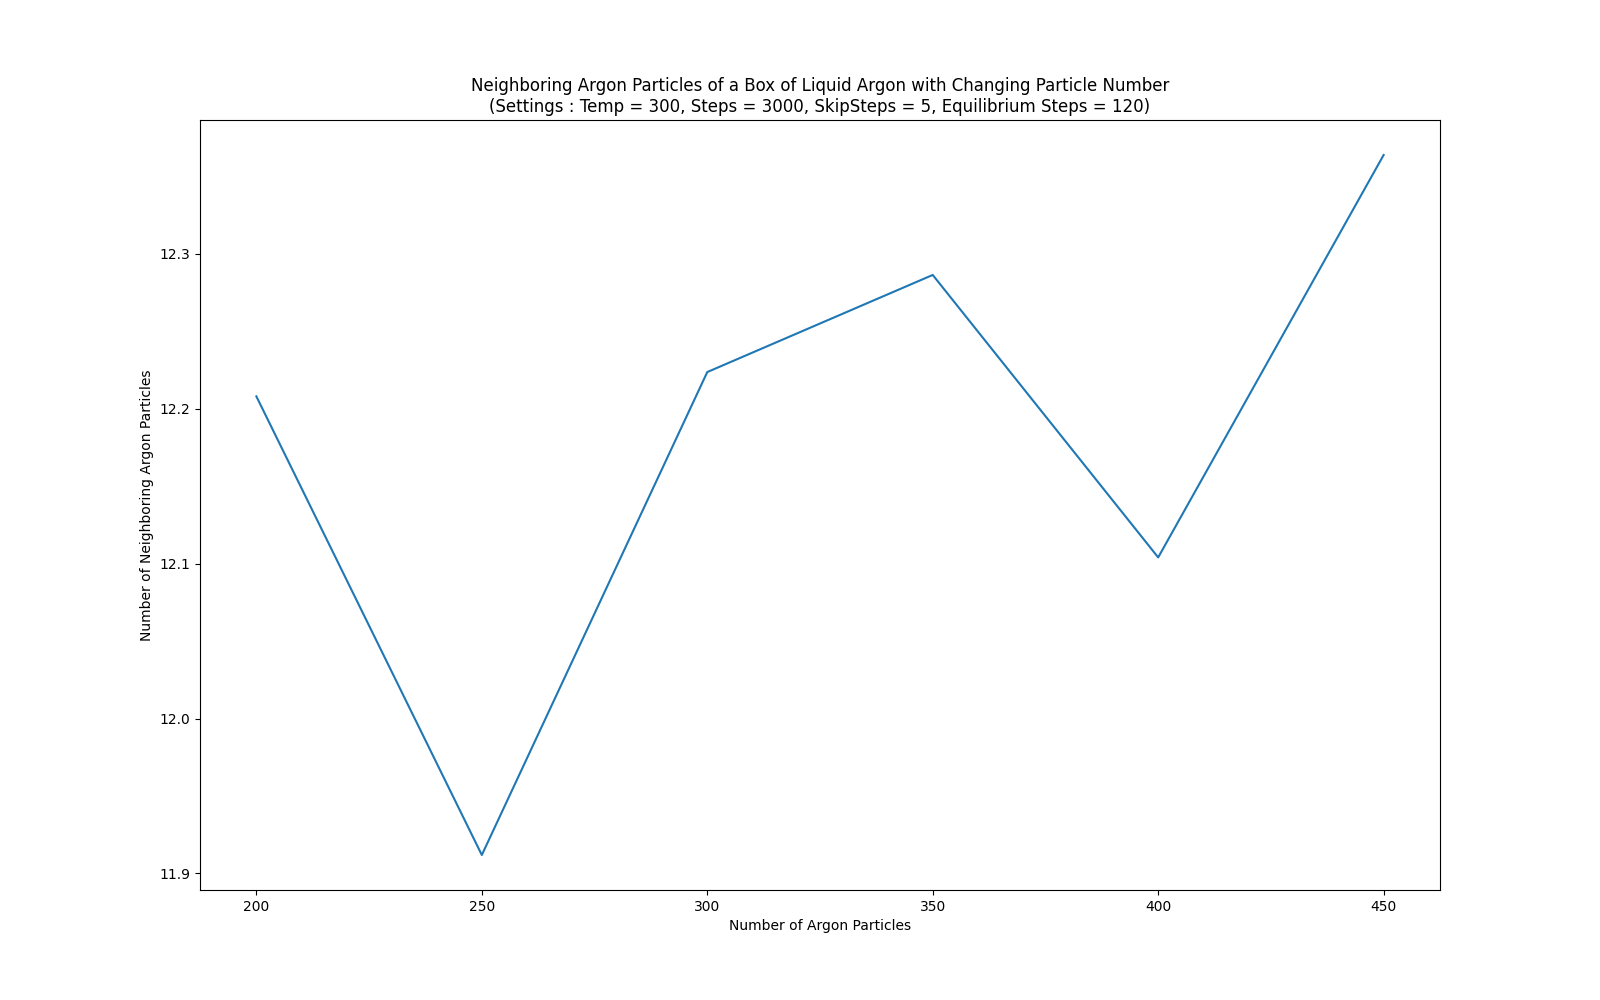 Neighboring Argon Particles of a Box of Liquid Argon with Changing Particle Number
(Settings : Temp = 300, Steps = 3000, SkipSteps = 5, Equilibrium Steps = 120)
Number of Neighboring Argon Particles
12.3
12.2
12.1
12.0
11.9
200 250 300 350 400 450
Number of Argon Particles